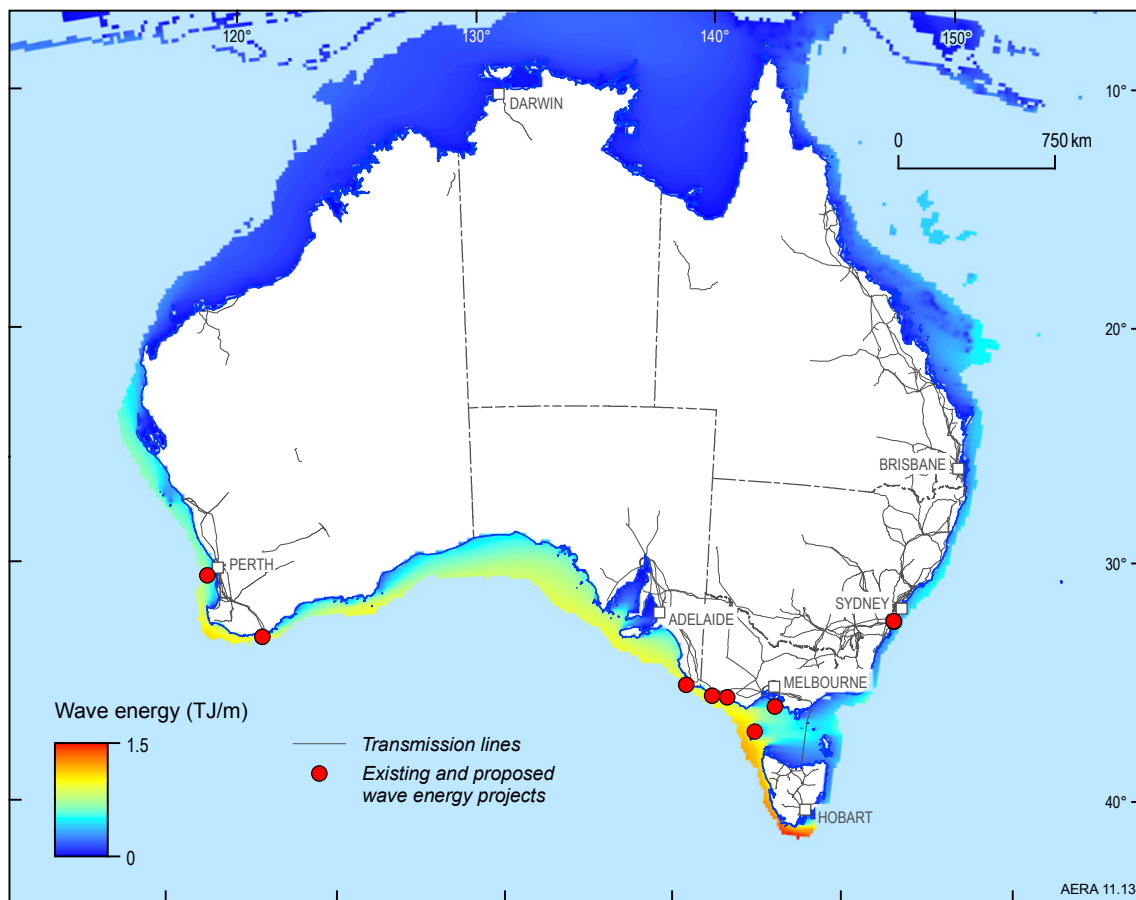 120°
130°
140°
150°
10°
DARWIN
0
750 km
20°
BRISBANE
30°
PERTH
SYDNEY
ADELAIDE
MELBOURNE
Wave energy (TJ/m)
1.5
0
Transmission lines
Existing and proposed
wave energy projects
40°
HOBART
AERA 11.13